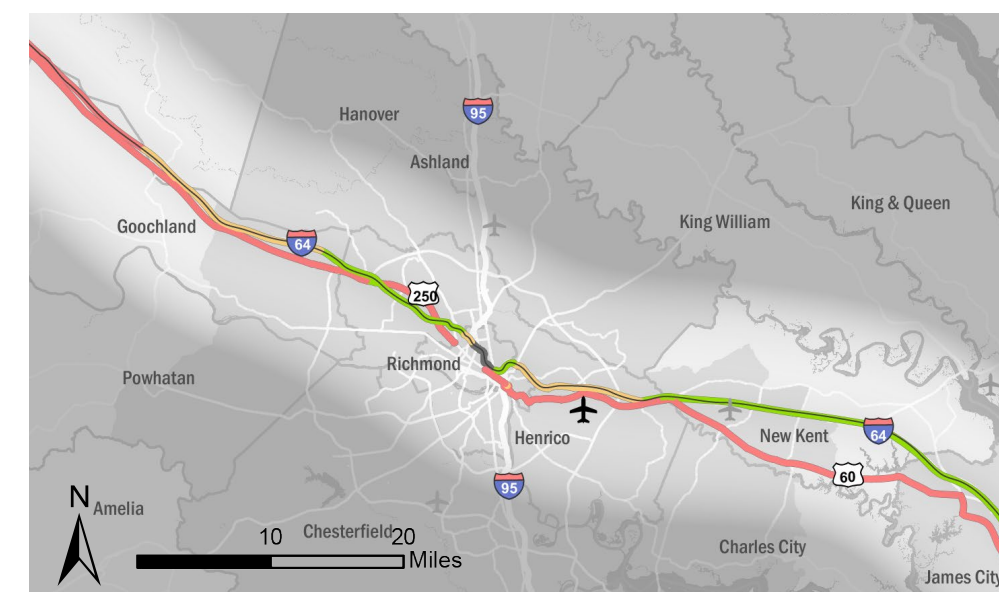 Hanover
95
Ashland
King & Queen
King William
Goochland
64
250
Richmond
Powhatan
Henrico
New Kent
64
60
95
N
Amelia
Chesterfield
10 20
Miles
Charles City
James City